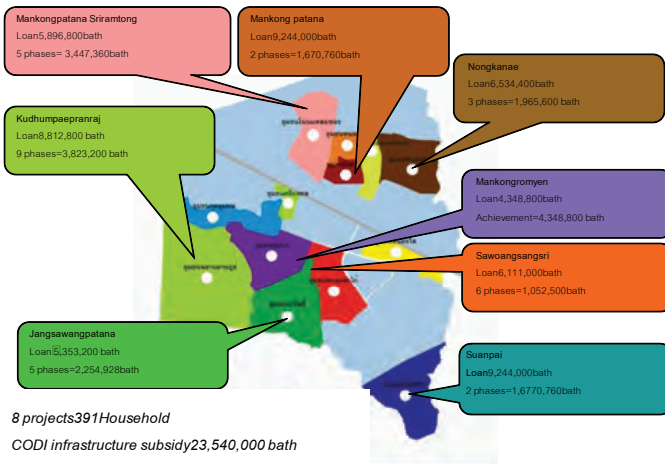 Mankongpatana Sriramtong
Loan5,896,800bath
5 phases= 3,447,360bath
Mankong patana
Loan9,244,000bath
2 phases=1,670,760bath
Nongkanae
Loan6,534,400bath
3 phases=1,965,600 bath
Kudhumpaepranraj
Loan8,812,800 bath
9 phases=3,823,200 bath
Mankongromyen
Loan4,348,800bath
Achievement=4,348,800 bath
Sawoangsangsri
Loan6,111,000bath
6 phases=1,052,500bath
Jangsawangpatana
Loan5,353,200 bath
5 phases=2,254,928bath
Suanpai
Loan9,244,000bath
2 phases=1,6770,760bath
8 projects391Household
CODI infrastructure subsidy23,540,000 bath